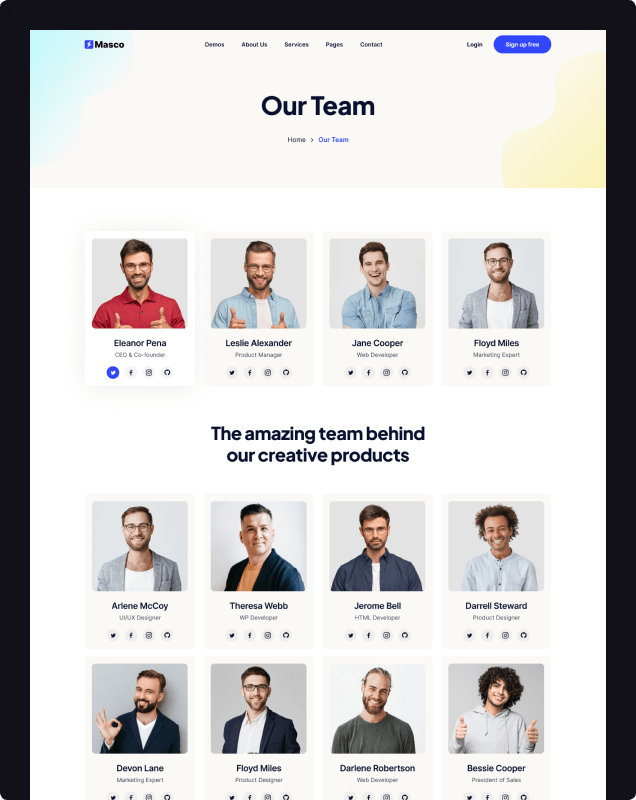 Masco
Demos About Us Services Pages Contact
Login Sign up free
Our Team
Home > Our Team
Eleanor Pena
CEO & Co-founder
Leslie Alexander
Product Manager
Jane Cooper
Web Developer
Floyd Miles
Marketing Expert
The amazing team behind
our creative products
Arlene McCoy
UI/UX Designer
Theresa Webb
WP Developer
Jerome Bell
HTML Developer
Darrell Steward
Product Designer
Devon Lane
Marketing Expert
Floyd Miles
Product Designer
Darlene Robertson
Web Developer
Bessie Cooper
President of Sales